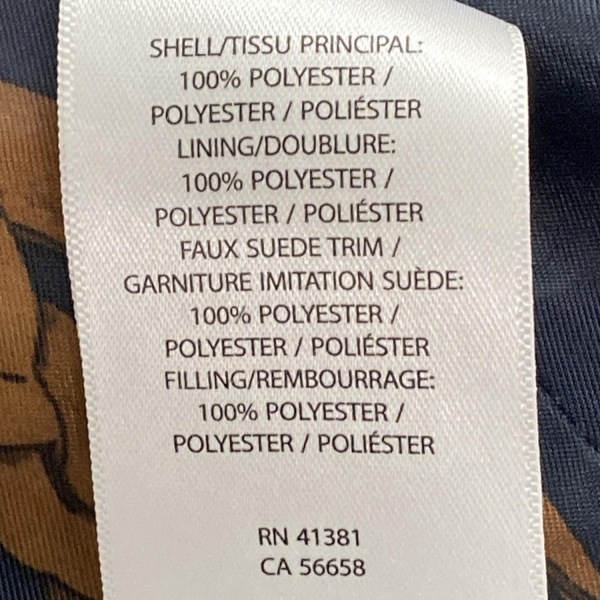 SHELL/TISSU PRINCIPAL:
100% POLYESTER /
POLYESTER / POLIÉSTER
LINING/DOUBLURE:
100% POLYESTER /
POLYESTER / POLIÉSTER
FAUX SUEDE TRIM /
GARNITURE IMITATION SUÈDE:
100% POLYESTER /
POLYESTER / POLIÉSTER
FILLING/REMBOURRAGE:
100% POLYESTER /
POLYESTER / POLIÉSTER
RN 41381
CA 56658